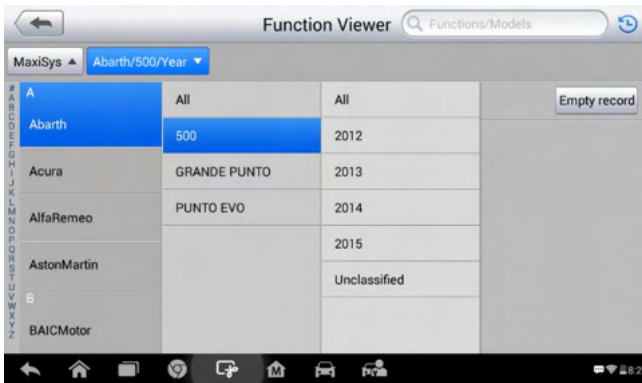 Function Viewer
Functions/Models
MaxiSys ▲
Abarth/500/Year ▼
#
A
B
C
D
E
F
G
H
I
J
K
L
M
N
O
P
Q
R
S
T
U
V
W
X
Y
Z
A
Abarth
Acura
AlfaRomeo
AstonMartin
B
BAICMotor
All
500
GRANDE PUNTO
PUNTO EVO
All
2012
2013
2014
2015
Unclassified
Empty record
M